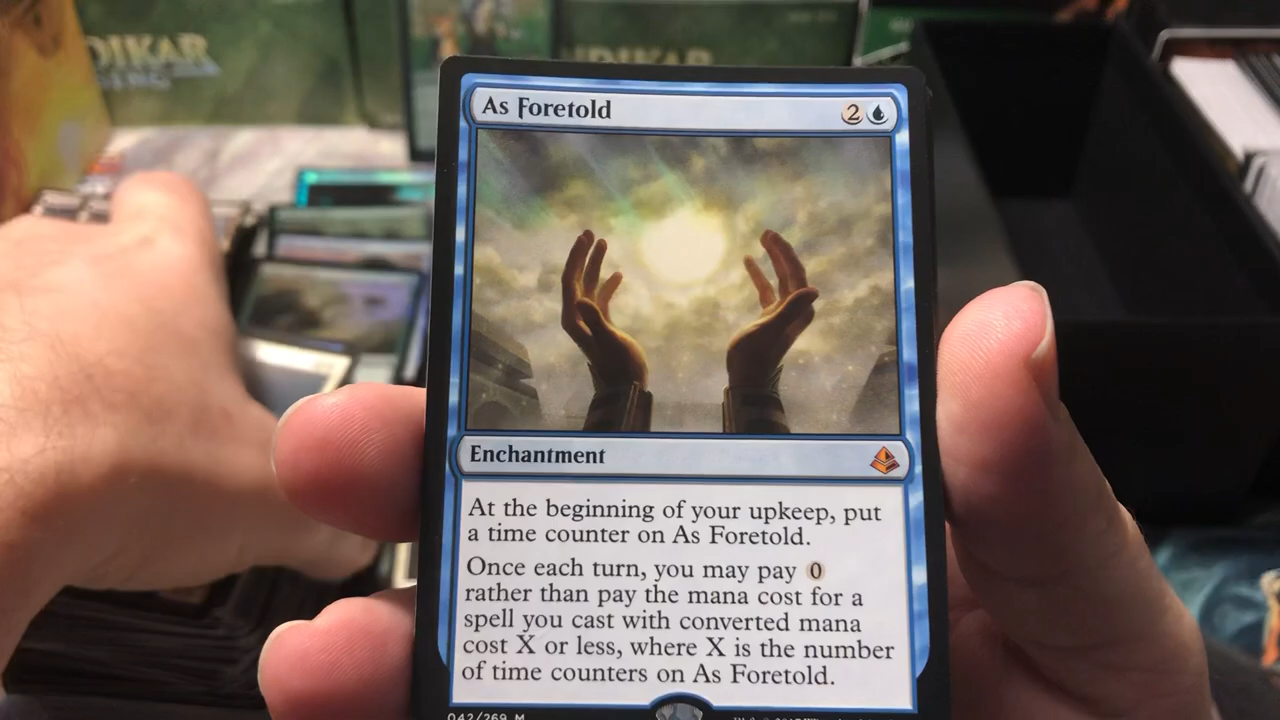 DIKAR
As Foretold 2
Enchantment
At the beginning of your upkeep, put
a time counter on As Foretold.
Once each turn, you may pay 0
rather than pay the mana cost for a
spell you cast with converted mana
cost X or less, where X is the number
of time counters on As Foretold.
042/269 M